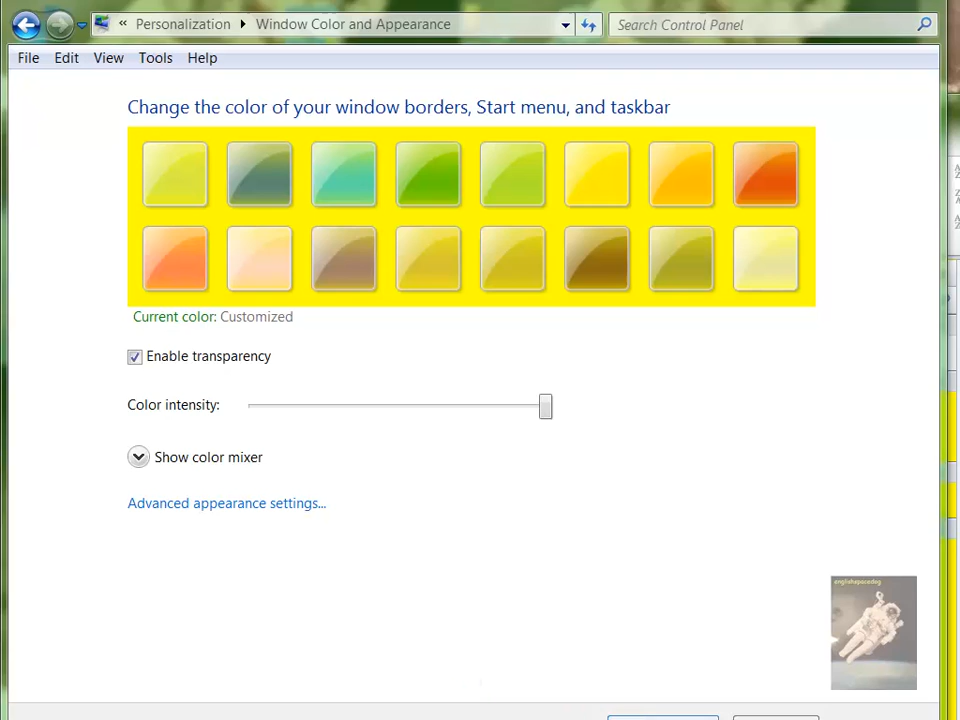 « Personalization Window Color and Appearance
Search Control Panel
File Edit View Tools Help
Change the color of your window borders, Start menu, and taskbar
Current color: Customized
Enable transparency
Color intensity:
Show color mixer
Advanced appearance settings...
englishspacedog